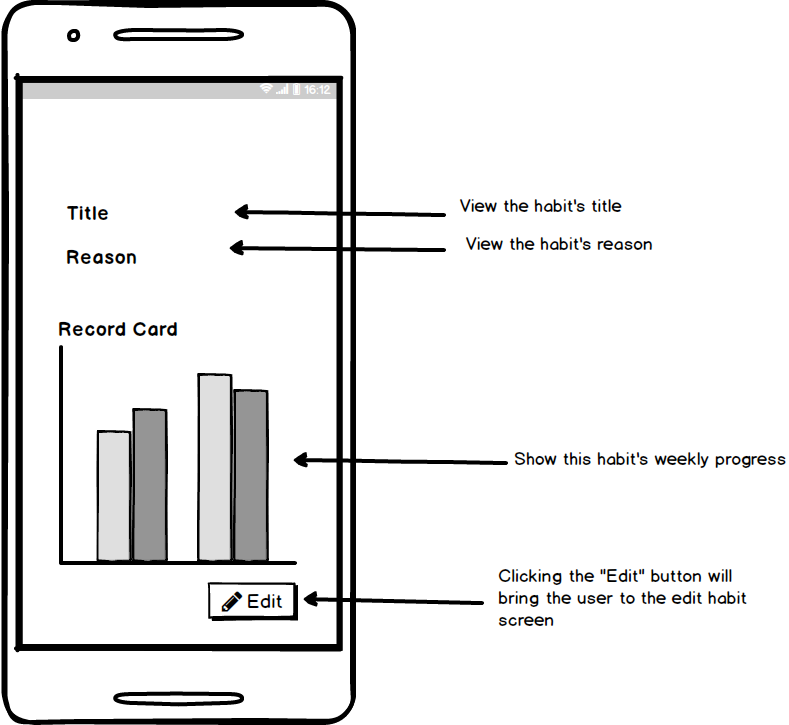 16:12
Title
View the habit's title
Reason
View the habit's reason
Record Card
Show this habit's weekly progress
Edit
Clicking the "Edit" button will
bring the user to the edit habit
screen